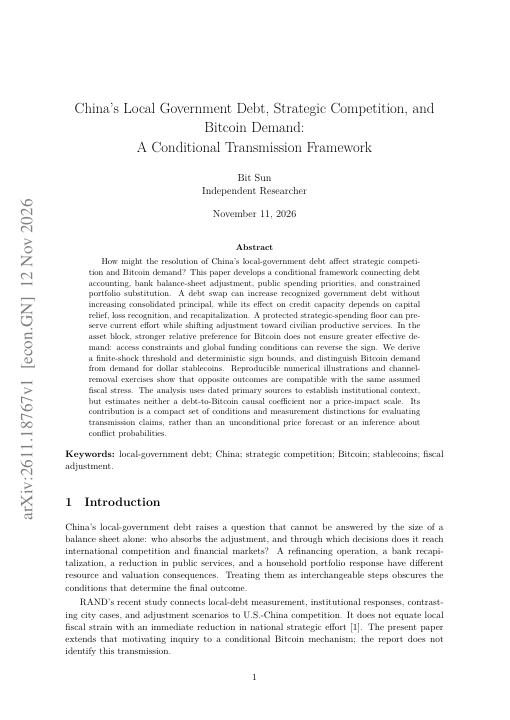 China's Local Government Debt, Strategic Competition, and
Bitcoin Demand:
A Conditional Transmission Framework
Bit Sun
Independent Researcher
November 11, 2026
Abstract
How might the resolution of China's local-government debt affect strategic competi-
tion and Bitcoin demand? This paper develops a conditional framework connecting debt
accounting, bank balance-sheet adjustment, public spending priorities, and constrained
portfolio substitution. A debt swap can increase recognized government debt without
increasing consolidated principal, while its effect on credit capacity depends on capital
relief, loss recognition, and recapitalization. A protected strategic-spending floor can pre-
serve current effort while shifting adjustment toward civilian productive services. In the
asset block, stronger relative preference for Bitcoin does not ensure greater effective de-
mand: access constraints and global funding conditions can reverse the sign. We derive
a finite-shock threshold and deterministic sign bounds, and distinguish Bitcoin demand
from demand for dollar stablecoins. Reproducible numerical illustrations and channel-
removal exercises show that opposite outcomes are compatible with the same assumed
fiscal stress. The analysis uses dated primary sources to establish institutional context,
but estimates neither a debt-to-Bitcoin causal coefficient nor a price-impact scale. Its
contribution is a compact set of conditions and measurement distinctions for evaluating
transmission claims, rather than an unconditional price forecast or an inference about
conflict probabilities.
Keywords: local-government debt; China; strategic competition; Bitcoin; stablecoins; fiscal
adjustment.
1 Introduction
China's local-government debt raises a question that cannot be answered by the size of a
balance sheet alone: who absorbs the adjustment, and through which decisions does it reach
international competition and financial markets? A refinancing operation, a bank recapi-
talization, a reduction in public services, and a household portfolio response have different
resource and valuation consequences. Treating them as interchangeable steps obscures the
conditions that determine the final outcome.
RAND's recent study connects local-debt measurement, institutional responses, contrast-
ing city cases, and adjustment scenarios to U.S.-China competition. It does not equate local
fiscal strain with an immediate reduction in national strategic effort [1]. The present paper
extends that motivating inquiry to a conditional Bitcoin mechanism; the report does not
identify this transmission.
1
arXiv:2611.18767v1 [econ.GN] 12 Nov 2026